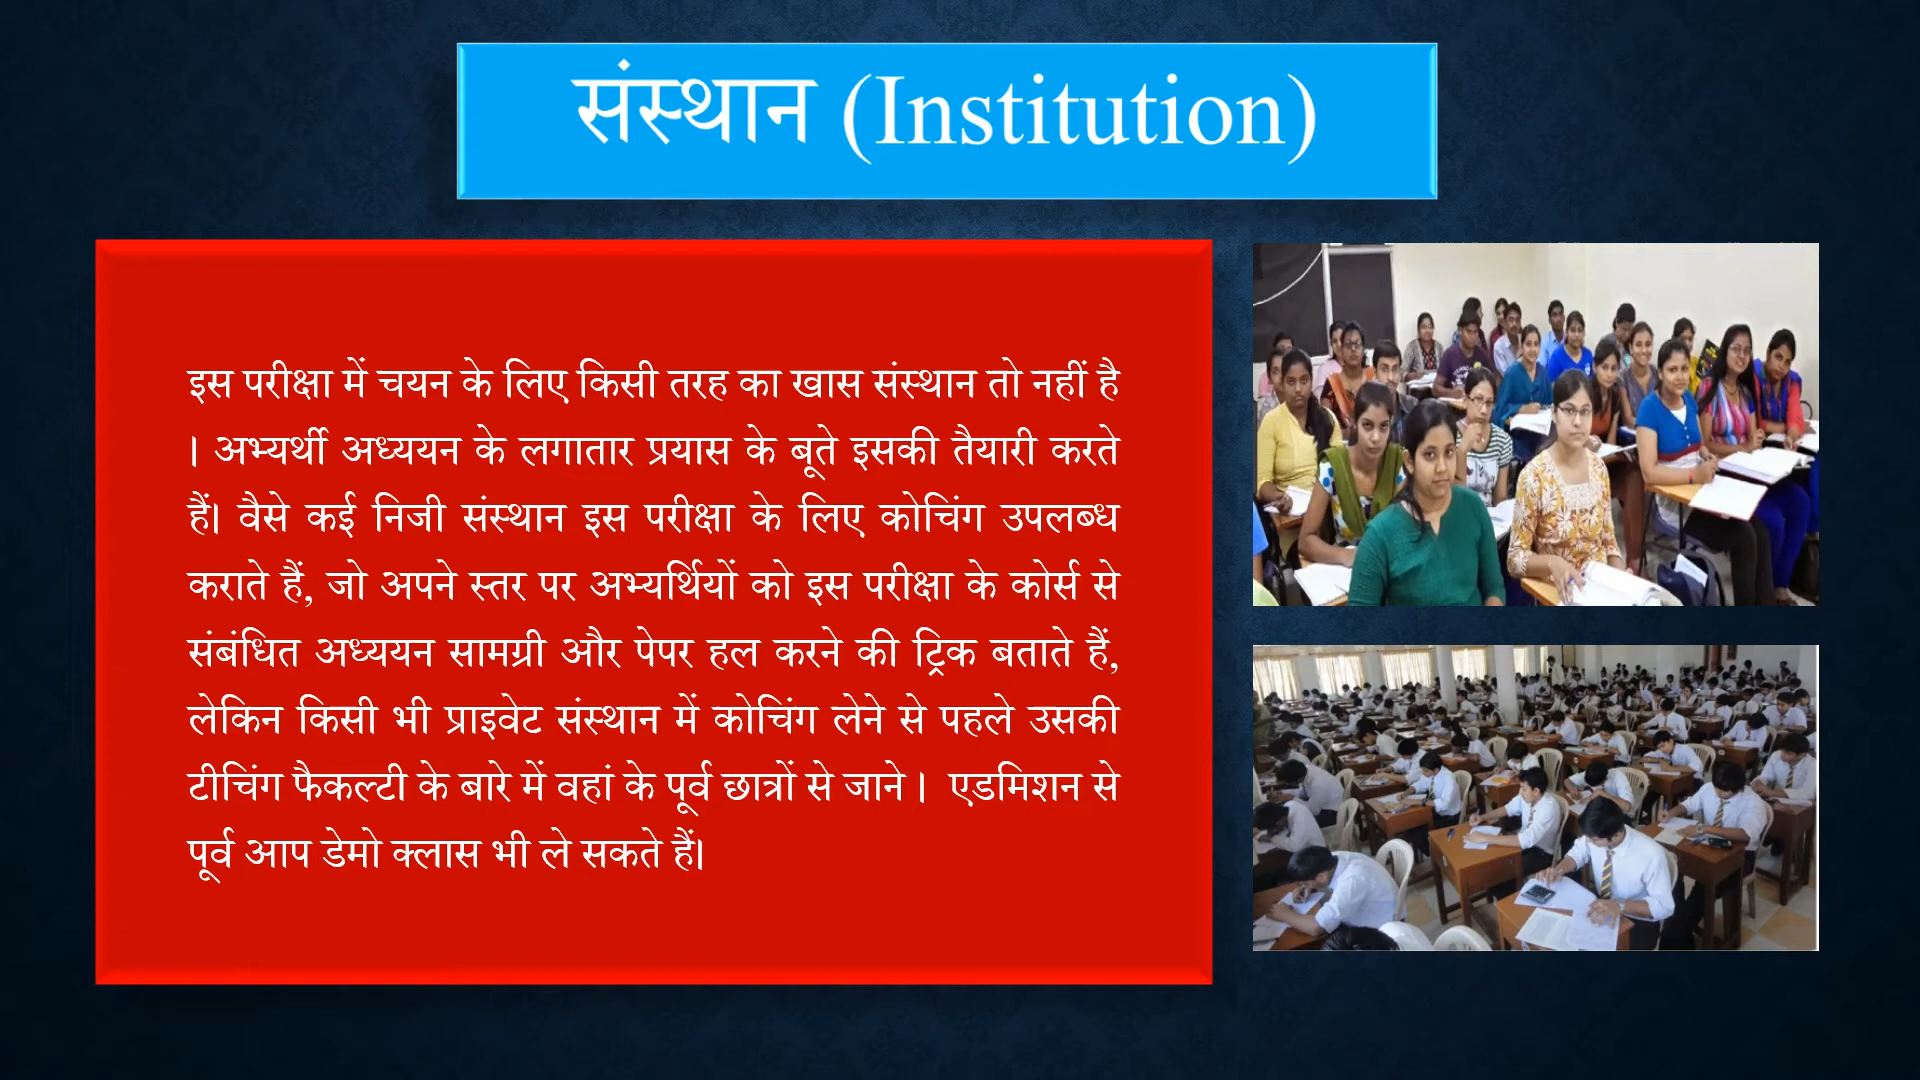 संस्थान (Institution)
इस परीक्षा में चयन के लिए किसी तरह का खास संस्थान तो नहीं है
। अभ्यर्थी अध्ययन के लगातार प्रयास के बूते इसकी तैयारी करते
हैं। वैसे कई निजी संस्थान इस परीक्षा के लिए कोचिंग उपलब्ध
कराते हैं, जो अपने स्तर पर अभ्यर्थियों को इस परीक्षा के कोर्स से
संबंधित अध्ययन सामग्री और पेपर हल करने की ट्रिक बताते हैं,
लेकिन किसी भी प्राइवेट संस्थान में कोचिंग लेने से पहले उसकी
टीचिंग फैकल्टी के बारे में वहां के पूर्व छात्रों से जाने। एडमिशन से
पूर्व आप डेमो क्लास भी ले सकते हैं।